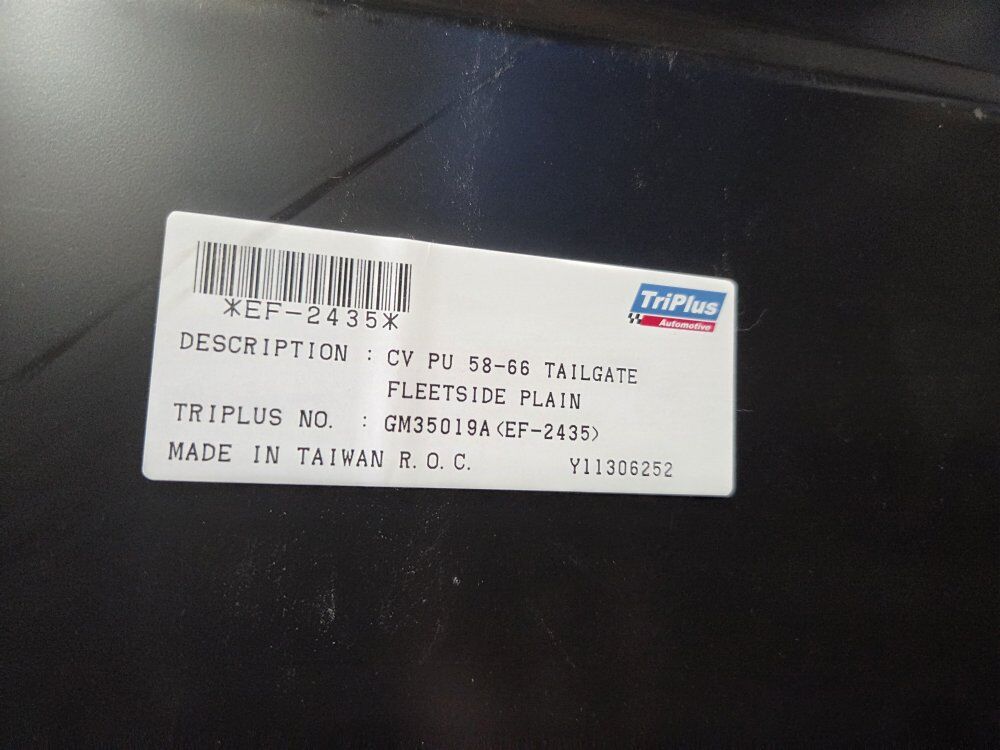 *EF-2435*
TriPlus
Automotive
DESCRIPTION : CV PU 58-66 TAILGATE
FLEETSIDE PLAIN
TRIPLUS NO. : GM35019A(EF-2435)
MADE IN TAIWAN R.O.C. Y11306252